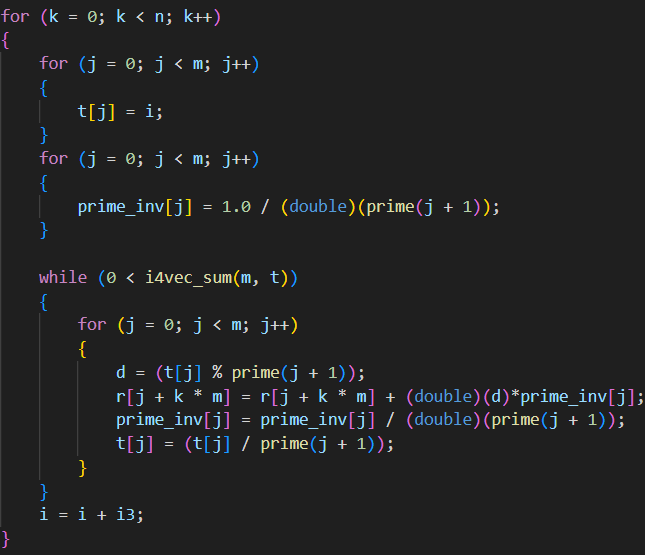 for (k = 0; k < n; k++)
{
    for (j = 0; j < m; j++)
    {
        t[j] = i;
    }
    for (j = 0; j < m; j++)
    {
        prime_inv[j] = 1.0 / (double)(prime(j + 1));
    }

    while (0 < i4vec_sum(m, t))
    {
        for (j = 0; j < m; j++)
        {
            d = (t[j] % prime(j + 1));
            r[j + k * m] = r[j + k * m] + (double)(d)*prime_inv[j];
            prime_inv[j] = prime_inv[j] / (double)(prime(j + 1));
            t[j] = (t[j] / prime(j + 1));
        }
    }
    i = i + i3;
}